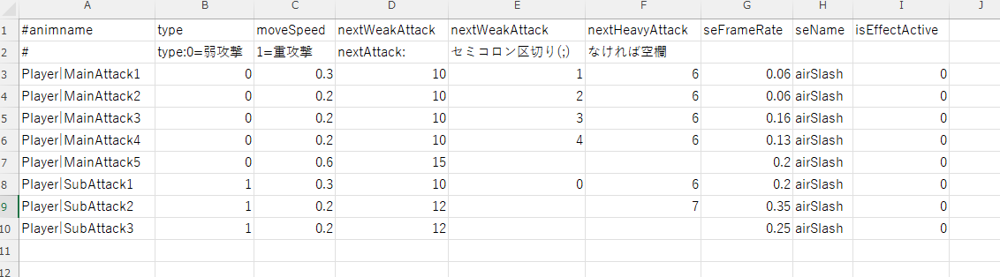 A B C D E F G H I J
1 #animname type moveSpeed nextWeakAttack nextWeakAttack nextHeavyAttack seFrameRate seName isEffectActive
2 # type:0=弱攻撃 1=重攻撃 nextAttack: セミコロン区切り(;) なければ空欄
3 Player|MainAttack1 0 0.3 10 1 6 0.06 airSlash 0
4 Player|MainAttack2 0 0.2 10 2 6 0.06 airSlash 0
5 Player|MainAttack3 0 0.2 10 3 6 0.16 airSlash 0
6 Player|MainAttack4 0 0.2 10 4 6 0.13 airSlash 0
7 Player|MainAttack5 0 0.6 15 0.2 airSlash 0
8 Player|SubAttack1 1 0.3 10 0 6 0.2 airSlash 0
9 Player|SubAttack2 1 0.2 12 7 0.35 airSlash 0
10 Player|SubAttack3 1 0.2 12 0.25 airSlash 0
11
12